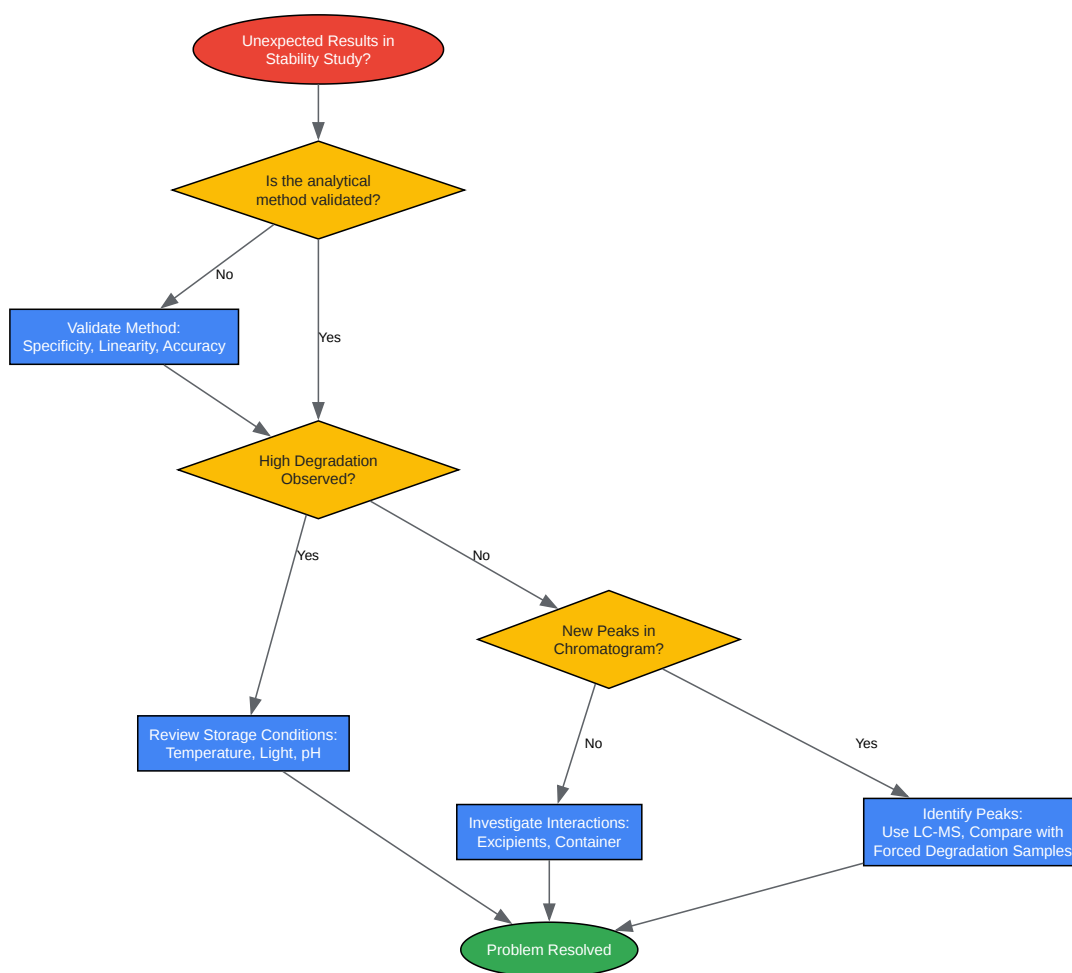 Unexpected Results in
Stability Study?
Is the analytical
method validated?
No
Yes
Validate Method:
Specificity, Linearity, Accuracy
High Degradation
Observed?
Yes
No
New Peaks in
Chromatogram?
No
Yes
Review Storage Conditions:
Temperature, Light, pH
Investigate Interactions:
Excipients, Container
Identify Peaks:
Use LC-MS, Compare with
Forced Degradation Samples
Problem Resolved